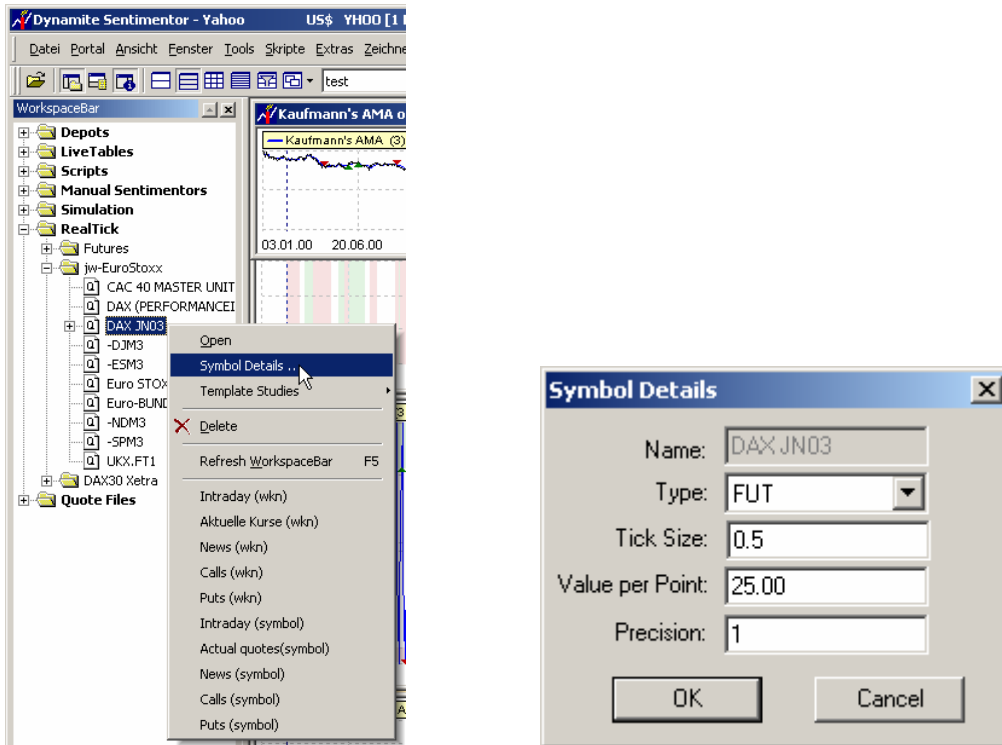 Dynamite Sentimentor - Yahoo US$ YHOO [1
Datei Portal Ansicht Fenster Tools Skripte Extras Zeichne
test
WorkspaceBar
Depots
LiveTables
Scripts
Manual Sentimentors
Simulation
RealTick
Futures
jw-EuroStoxx
CAC 40 MASTER UNIT
DAX (PERFORMANCEI
DAX JN03
-DJM3
-ESM3
Euro STOX
Euro-BUND
-NDM3
-SPM3
UKX.FT1
DAX30 Xetra
Quote Files
Kaufmann's AMA o
Kaufmann's AMA (3)
03.01.00 20.06.00
Open
Symbol Details ...
Template Studies
Delete
Refresh WorkspaceBar F5
Intraday (wkn)
Aktuelle Kurse (wkn)
News (wkn)
Calls (wkn)
Puts (wkn)
Intraday (symbol)
Actual quotes(symbol)
News (symbol)
Calls (symbol)
Puts (symbol)
3
A
Symbol Details
Name: DAX JN03
Type: FUT
Tick Size: 0.5
Value per Point: 25.00
Precision: 1
OK Cancel